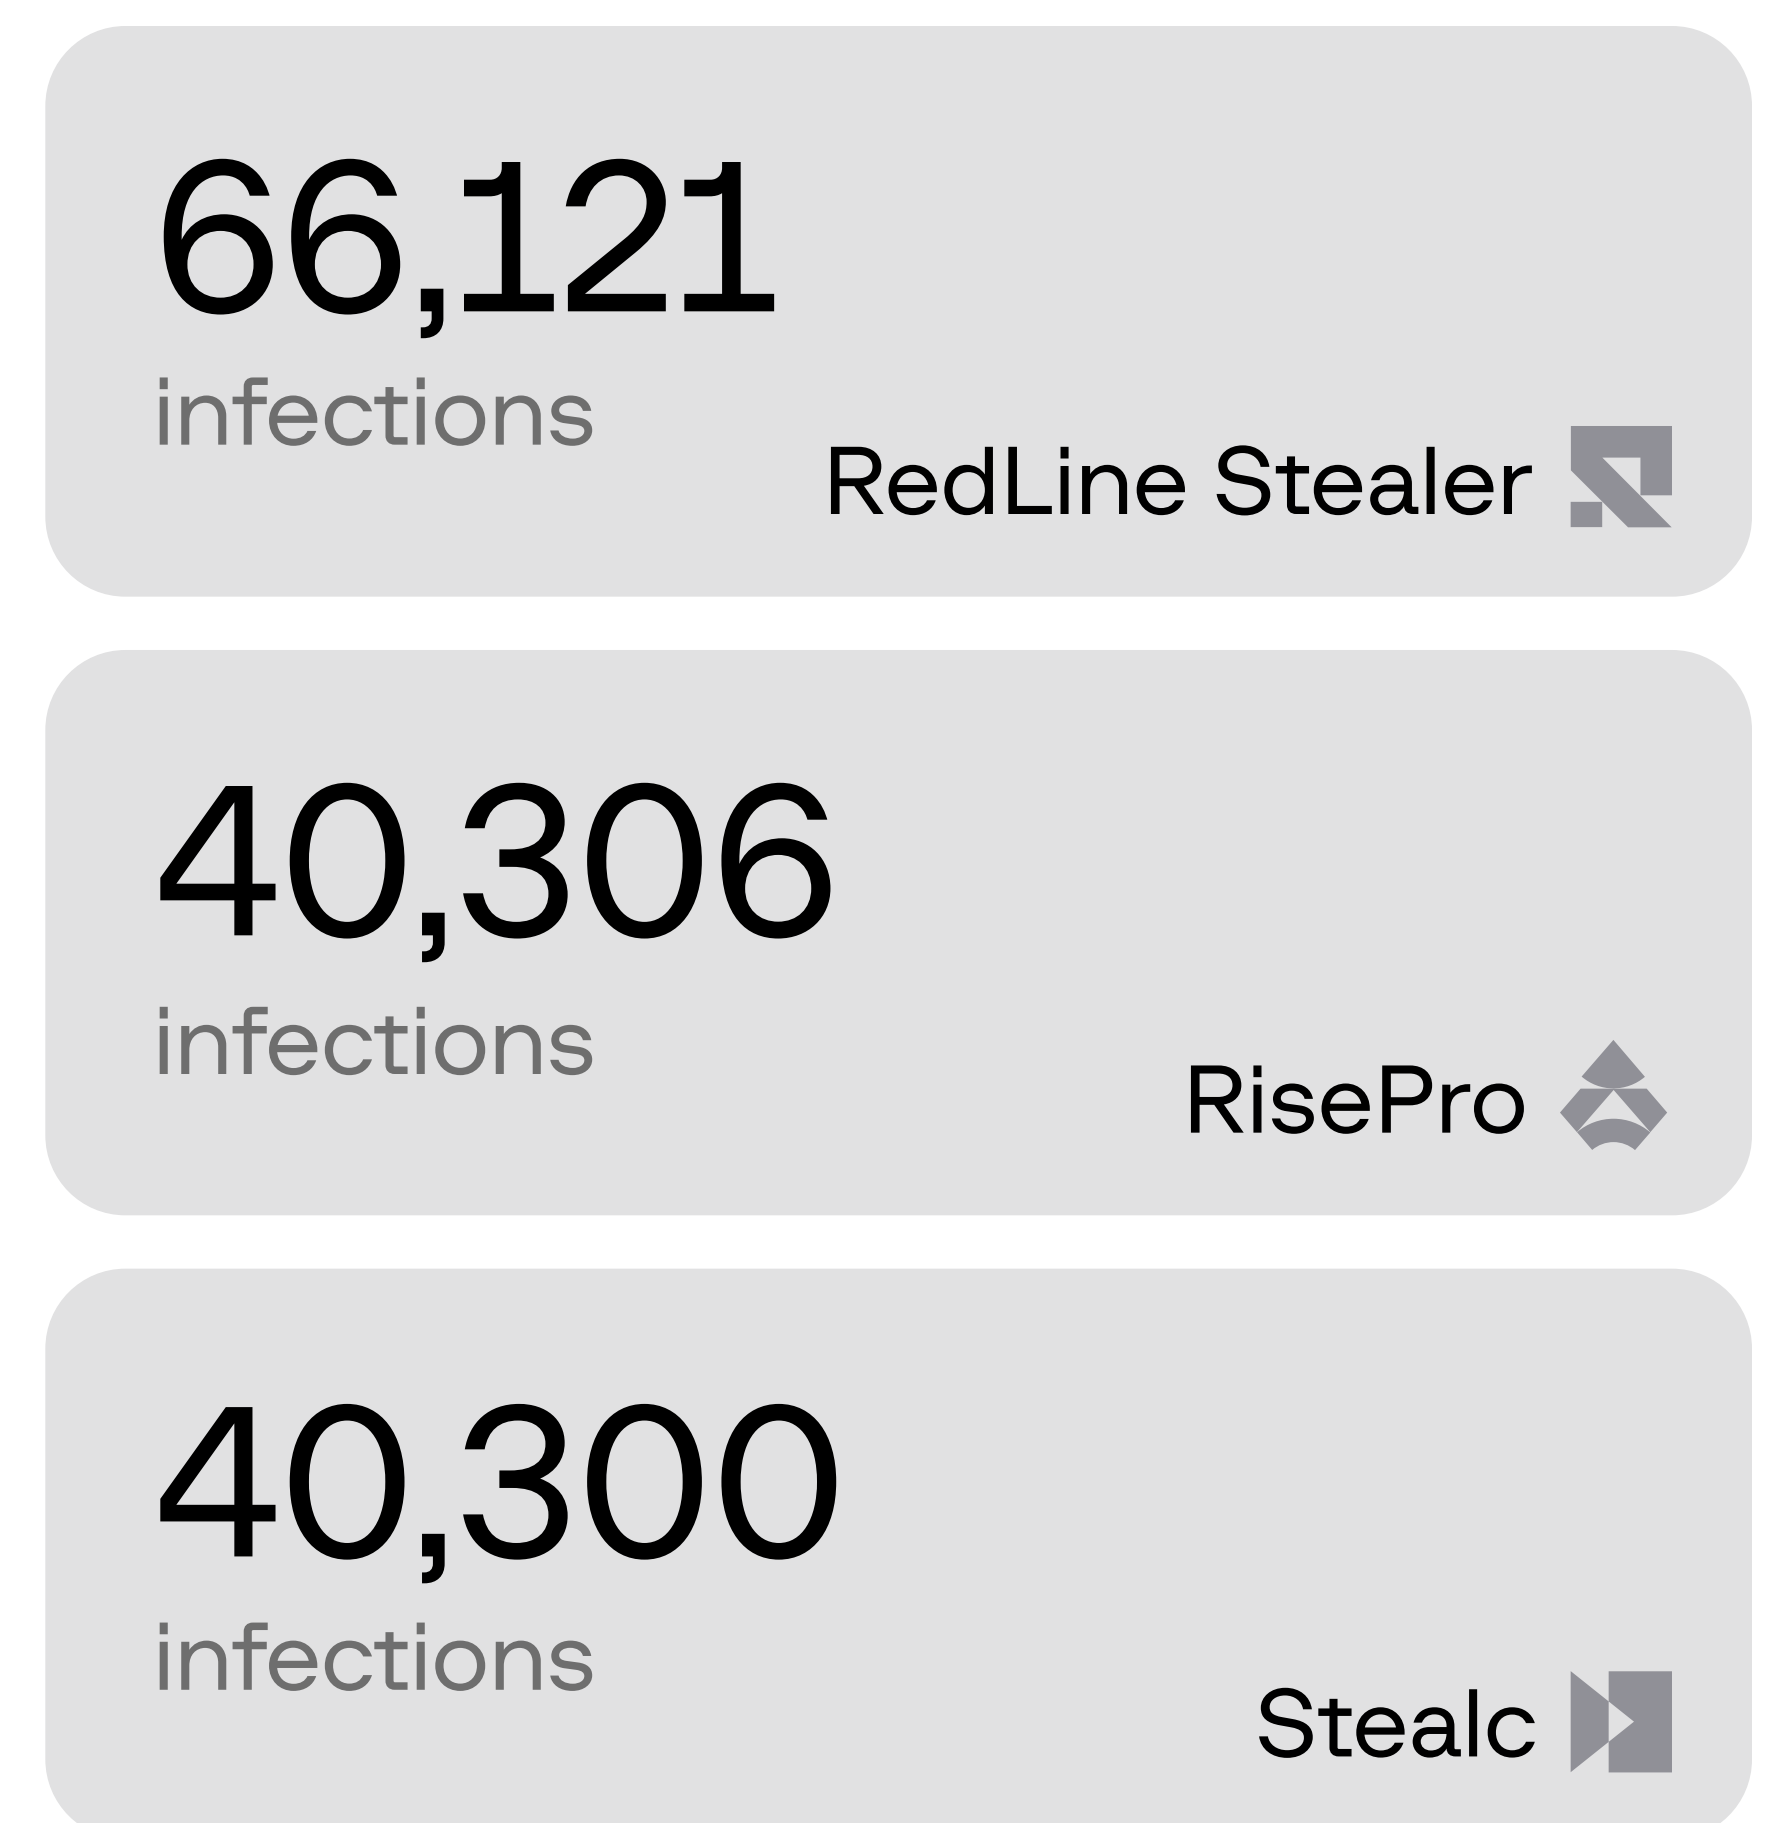 66,121
infections
RedLine Stealer
40,306
infections
RisePro
40,300
infections
Stealc